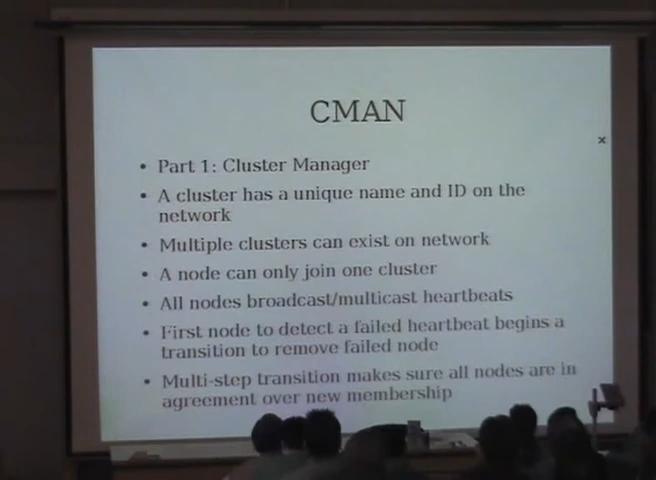 CMAN
• Part 1: Cluster Manager
• A cluster has a unique name and ID on the
network
• Multiple clusters can exist on network
• A node can only join one cluster
• All nodes broadcast/multicast heartbeats
• First node to detect a failed heartbeat begins a
transition to remove failed node
• Multi-step transition makes sure all nodes are in
agreement over new membership